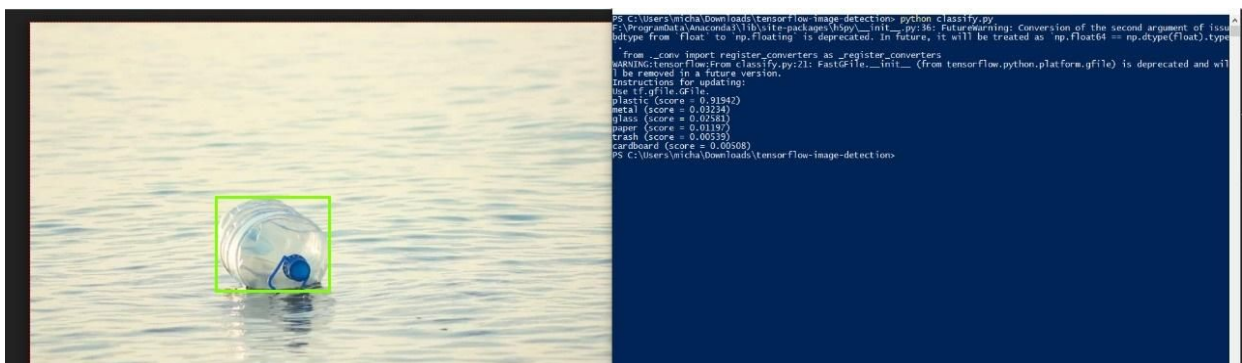 PS C:\Users\micha\Downloads\tensorflow-image-detection> python classify.py
F:\ProgramData\Anaconda3\lib\site-packages\h5py\__init__.py:36: FutureWarning: Conversion of the second argument of issu
bdtype from `float` to `np.floating` is deprecated. In future, it will be treated as `np.float64 == np.dtype(float).type
.
from ._conv import register_converters as _register_converters
WARNING:tensorflow:From classify.py:21: FastGFile.__init__ (from tensorflow.python.platform.gfile) is deprecated and wil
l be removed in a future version.
Instructions for updating:
Use tf.gfile.GFile.
plastic (score = 0.91942)
metal (score = 0.03234)
glass (score = 0.02581)
paper (score = 0.01197)
trash (score = 0.00539)
cardboard (score = 0.00508)
PS C:\Users\micha\Downloads\tensorflow-image-detection>